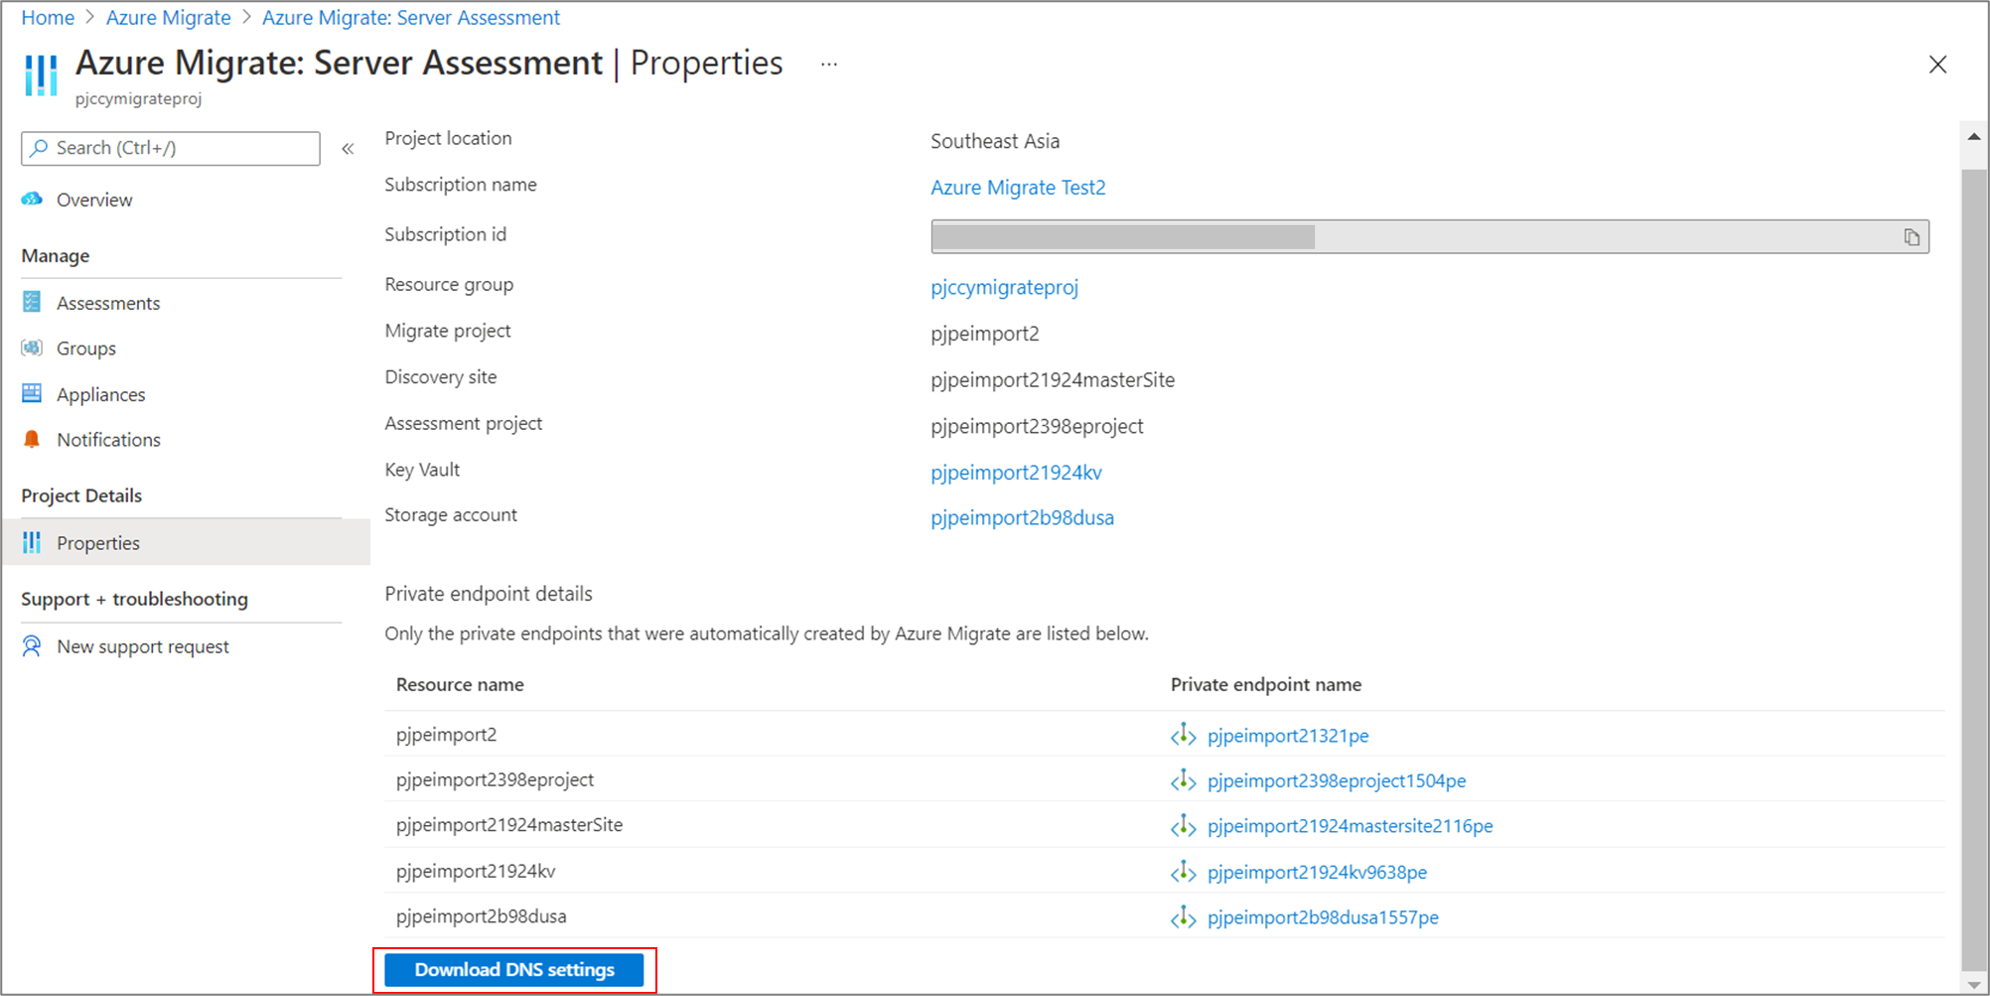 Home > Azure Migrate > Azure Migrate: Server Assessment
Azure Migrate: Server Assessment | Properties ...
pjccymigrateproj
Search (Ctrl+/)
«
Overview
Manage
Assessments
Groups
Appliances
Notifications
Project Details
Properties
Support + troubleshooting
New support request
Project location Southeast Asia
Subscription name Azure Migrate Test2
Subscription id
Resource group pjccymigrateproj
Migrate project pjpeimport2
Discovery site pjpeimport21924masterSite
Assessment project pjpeimport2398eproject
Key Vault pjpeimport21924kv
Storage account pjpeimport2b98dusa
Private endpoint details
Only the private endpoints that were automatically created by Azure Migrate are listed below.
Resource name Private endpoint name
pjpeimport2 pjpeimport21321pe
pjpeimport2398eproject pjpeimport2398eproject1504pe
pjpeimport21924masterSite pjpeimport21924mastersite2116pe
pjpeimport21924kv pjpeimport21924kv9638pe
pjpeimport2b98dusa pjpeimport2b98dusa1557pe
Download DNS settings